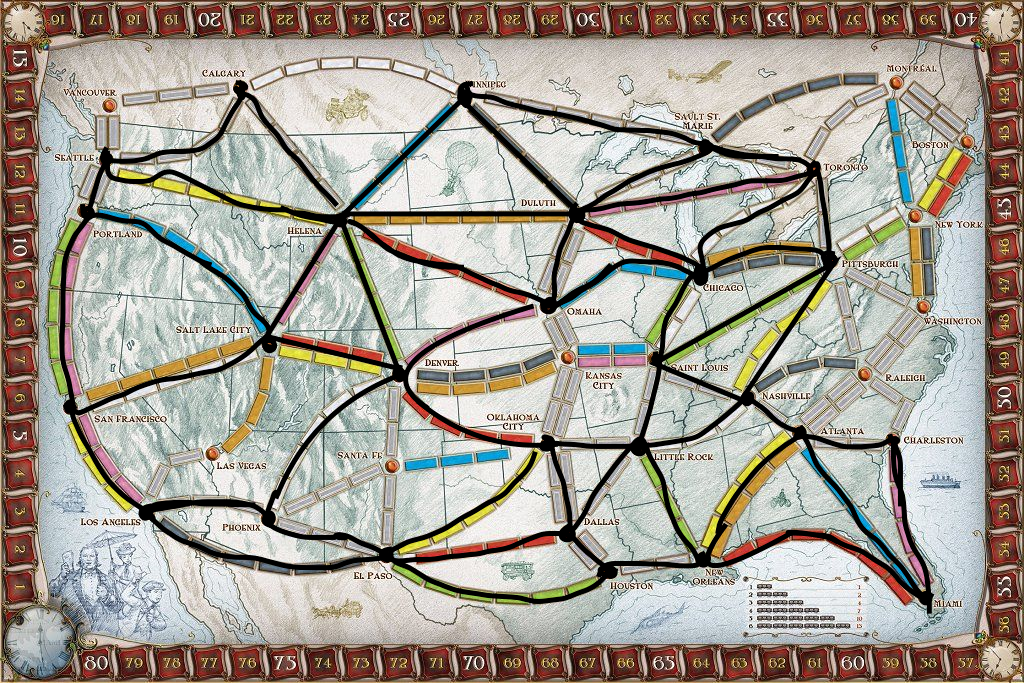 16 17 18 19 20 21 22 23 24 25 26 27 28 29 30 31 32 33 34 35 36 37 38 39 40
15
14
13
12
11
10
9
8
7
6
5
4
3
2
1
41
42
43
44
45
46
47
48
49
50
51
52
53
54
55
56
CALGARY
MONTRÉAL
VANCOUVER
INNIPEG
SAULT ST.
MARIE
BOSTON
SEATTLE
TORONTO
DULUTH
PORTLAND
HELENA
NEW YORK
PITTSBURGH
CHICAGO
OMAHA
WASHINGTON
SALT LAKE CITY
DENVER
SAINT LOUIS
KANSAS
CITY
RALEIGH
NASHVILLE
SAN FRANCISCO
OKLAHOMA
CITY
ATLANTA
CHARLESTON
SANTA FE
LITTLE ROCK
LAS VEGAS
LOS ANGELES
PHOENIX
DALLAS
EL PASO
NEW
ORLEANS
HOUSTON
MIAMI
1 1
2 2
3 4
4 7
5 10
6 15
80 79 78 77 76 75 74 73 72 71 70 69 68 67 66 65 64 63 62 61 60 59 58 57